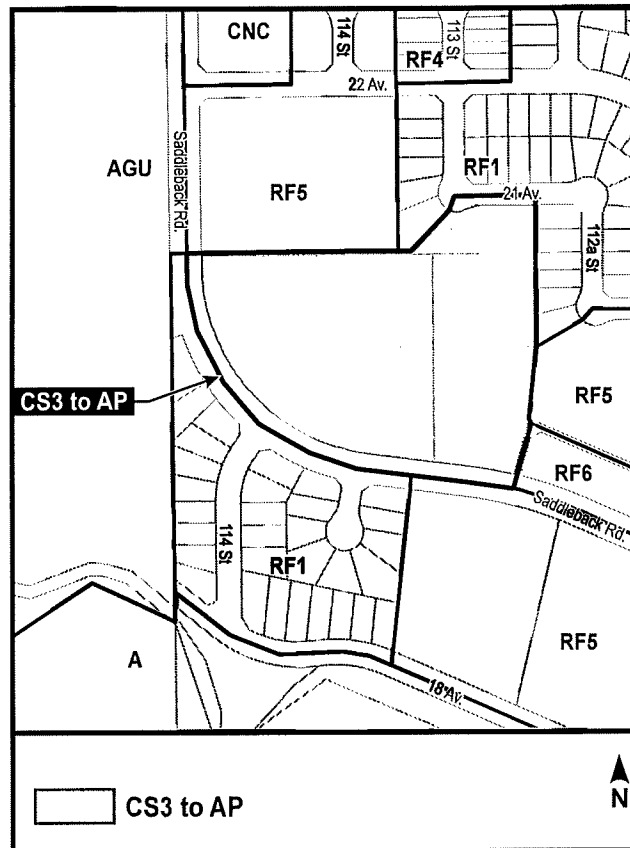 CNC
114 St
113 St
RF4
22 Av.
AGU
Saddleback Rd.
RF5
RF1
21 Av.
112a St
CS3 to AP
RF5
RF6
Saddleback Rd.
114 St
RF1
RF5
A
18 Av.
CS3 to AP
N